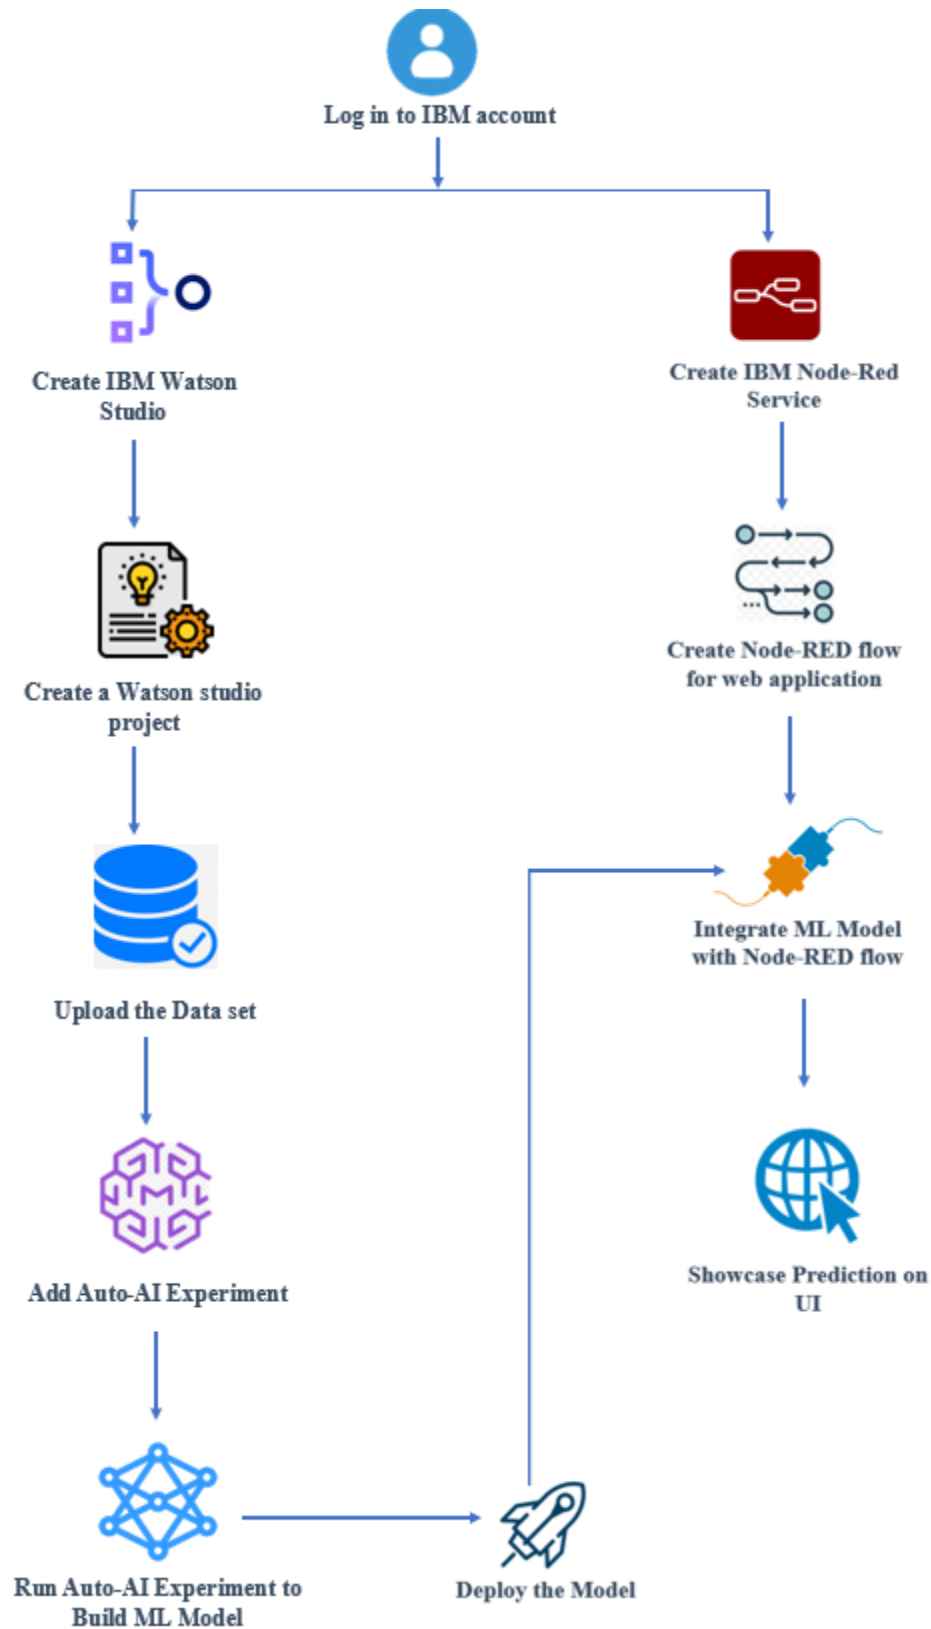 Log in to IBM account
Create IBM Watson
Studio
Create a Watson studio
project
Upload the Data set
Add Auto-AI Experiment
Run Auto-AI Experiment to
Build ML Model
Deploy the Model
Create IBM Node-Red
Service
Create Node-RED flow
for web application
Integrate ML Model
with Node-RED flow
Showcase Prediction on
UI